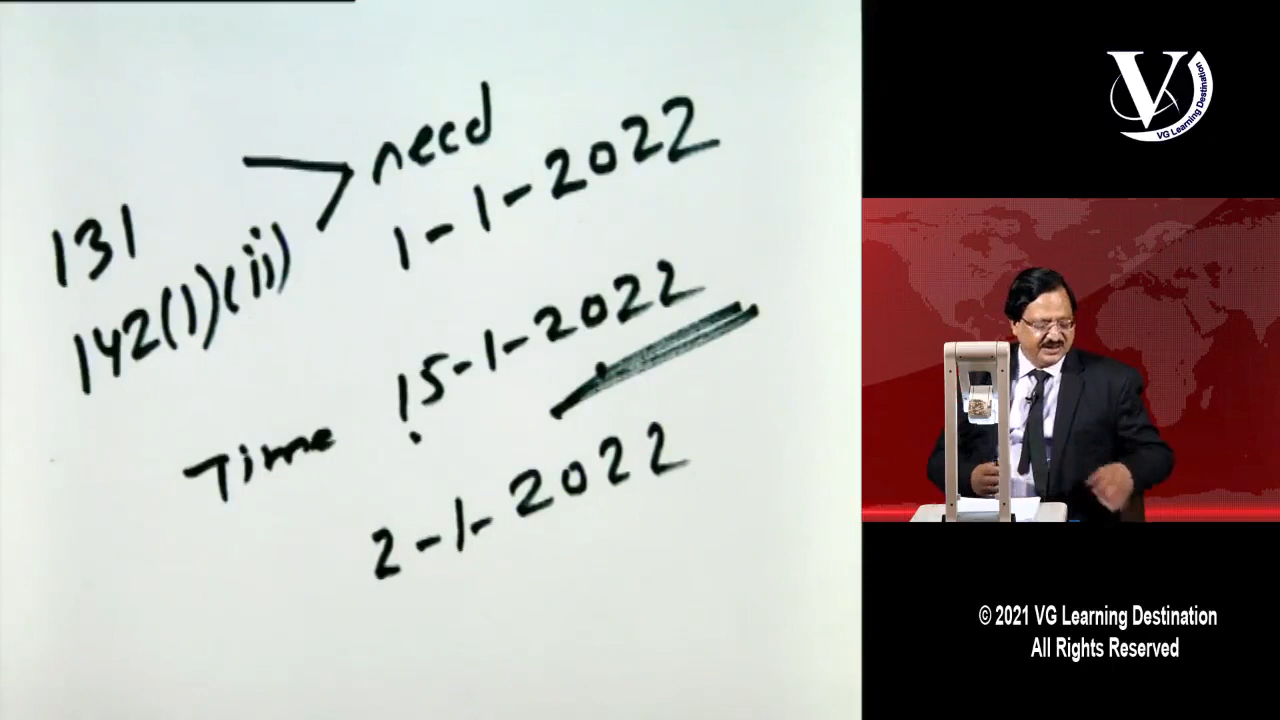 need
131
1-1-2022
142(1)(ii)
15-1-2022
Time
2-1-2022
V
VG Learning Destination
© 2021 VG Learning Destination
All Rights Reserved